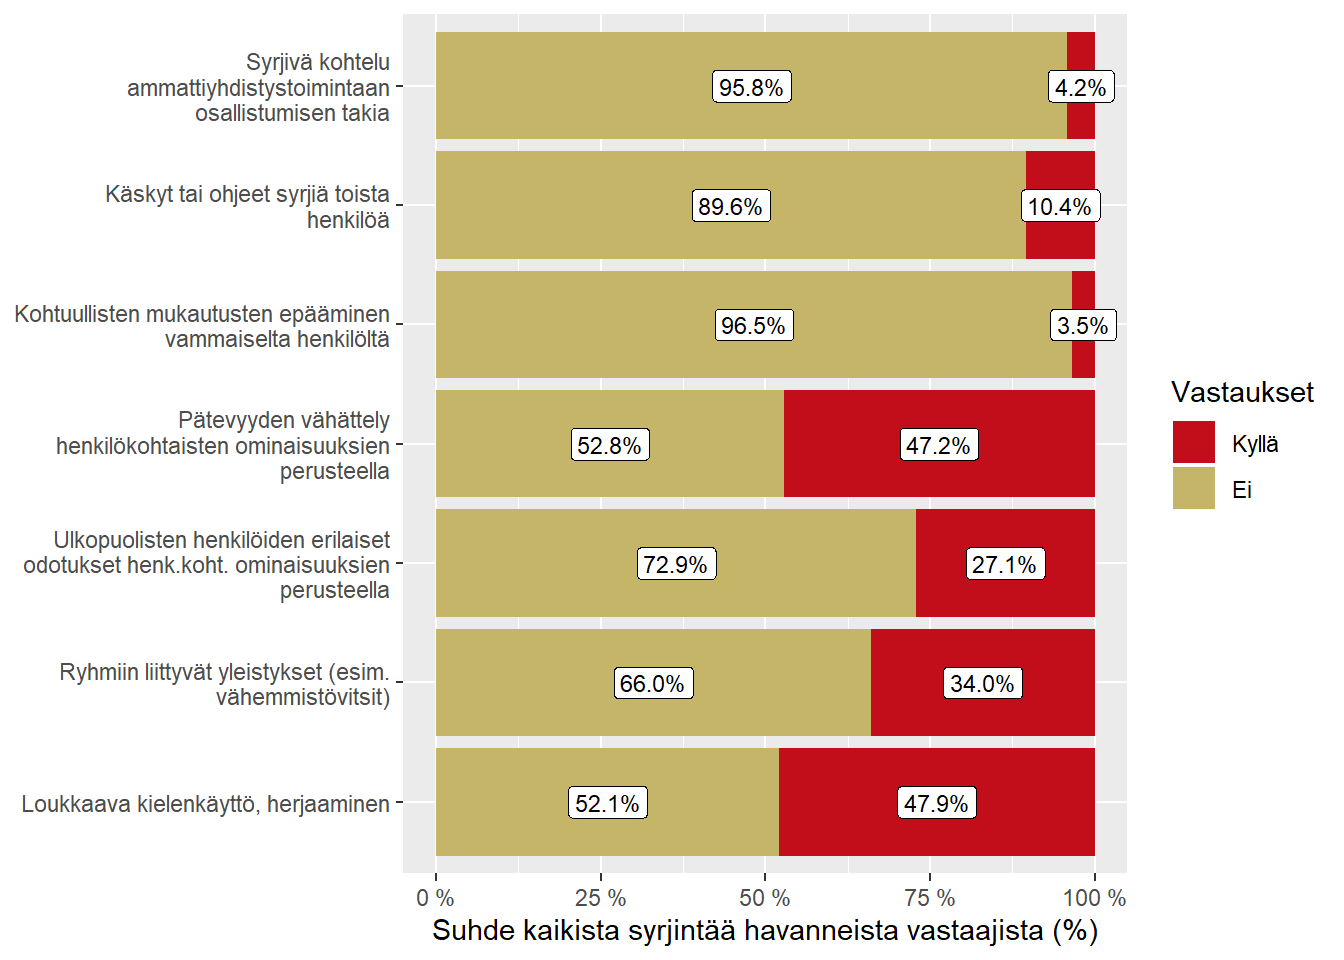 Syrjivä kohtelu
ammattiyhdistystoimintaan
osallistumisen takia
95.8%
4.2%
Käskyt tai ohjeet syrjiä toista
henkilöä
89.6%
10.4%
Kohtuullisten mukautusten epääminen
vammaiselta henkilöltä
96.5%
3.5%
Pätevyyden vähättely
henkilökohtaisten ominaisuuksien
perusteella
52.8%
47.2%
Ulkopuolisten henkilöiden erilaiset
odotukset henk.koht. ominaisuuksien
perusteella
72.9%
27.1%
Ryhmiin liittyvät yleistykset (esim.
vähemmistövitsit)
66.0%
34.0%
Loukkaava kielenkäyttö, herjaaminen
52.1%
47.9%
0 %
25 %
50 %
75 %
100 %
Suhde kaikista syrjintää havanneista vastaajista (%)
Vastaukset
Kyllä
Ei